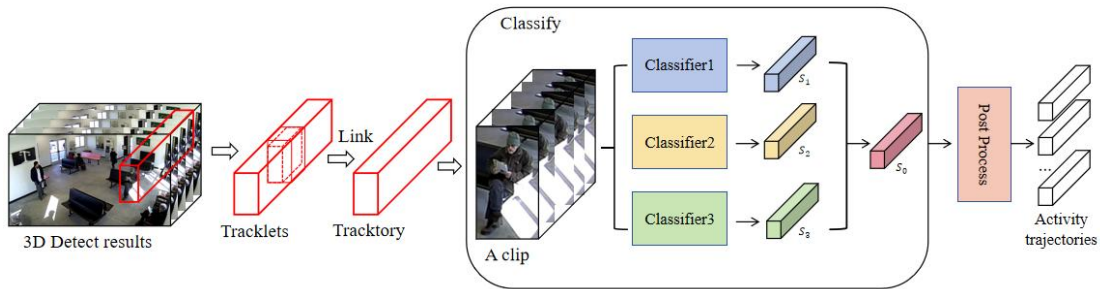 Classify
Classifier1
S₁
Link
Classifier2
S₂
S₀
Post Process
...
Classifier3
S₃
3D Detect results
Tracklets
Tracktory
A clip
Activity
trajectories